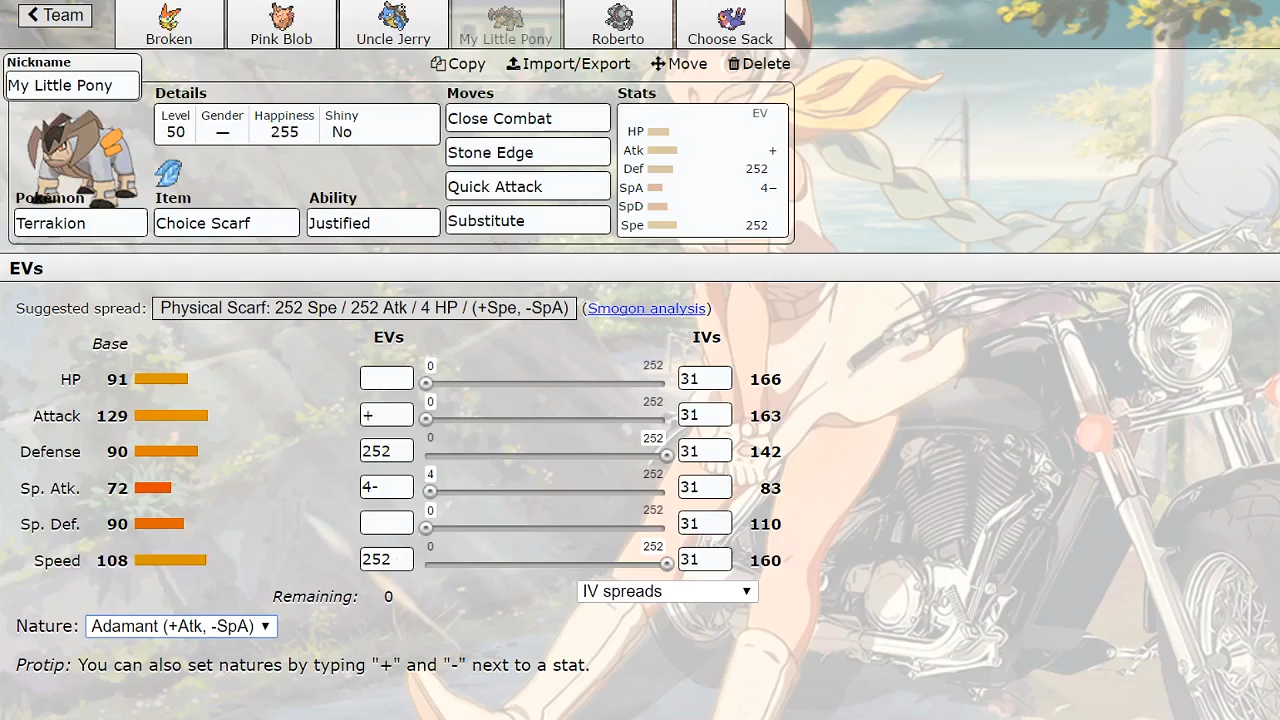 Team
Broken
Pink Blob
Uncle Jerry
My Little Pony
Roberto
Choose Sack
Copy
Import/Export
Move
Delete
Nickname
My Little Pony
Details
Level
50
Gender
—
Happiness
255
Shiny
No
Pokémon
Terrakion
Item
Choice Scarf
Ability
Justified
Moves
Close Combat
Stone Edge
Quick Attack
Substitute
Stats
EV
HP
Atk +
Def 252
SpA 4−
SpD
Spe 252
EVs
Suggested spread: Physical Scarf: 252 Spe / 252 Atk / 4 HP / (+Spe, -SpA) (Smogon analysis)
Base EVs IVs
HP 91 0 252 31 166
Attack 129 + 0 252 31 163
Defense 90 252 0 252 31 142
Sp. Atk. 72 4- 4 252 31 83
Sp. Def. 90 0 252 31 110
Speed 108 252 0 252 31 160
Remaining: 0
IV spreads
Nature: Adamant (+Atk, -SpA)
Protip: You can also set natures by typing "+" and "-" next to a stat.